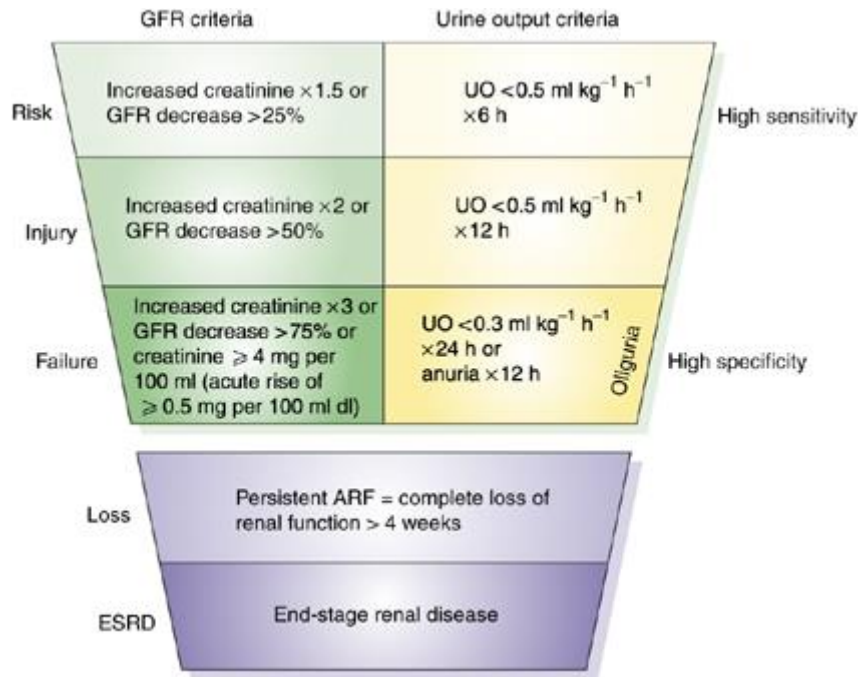 GFR criteria
Urine output criteria
Risk
Increased creatinine ×1.5 or
GFR decrease >25%
UO <0.5 ml kg⁻¹ h⁻¹
×6 h
High sensitivity
Injury
Increased creatinine ×2 or
GFR decrease >50%
UO <0.5 ml kg⁻¹ h⁻¹
×12 h
Failure
Increased creatinine ×3 or
GFR decrease >75% or
creatinine ⩾ 4 mg per
100 ml (acute rise of
⩾ 0.5 mg per 100 ml dl)
UO <0.3 ml kg⁻¹ h⁻¹
×24 h or
anuria ×12 h
Oliguria
High specificity
Loss
Persistent ARF = complete loss of
renal function > 4 weeks
ESRD
End-stage renal disease